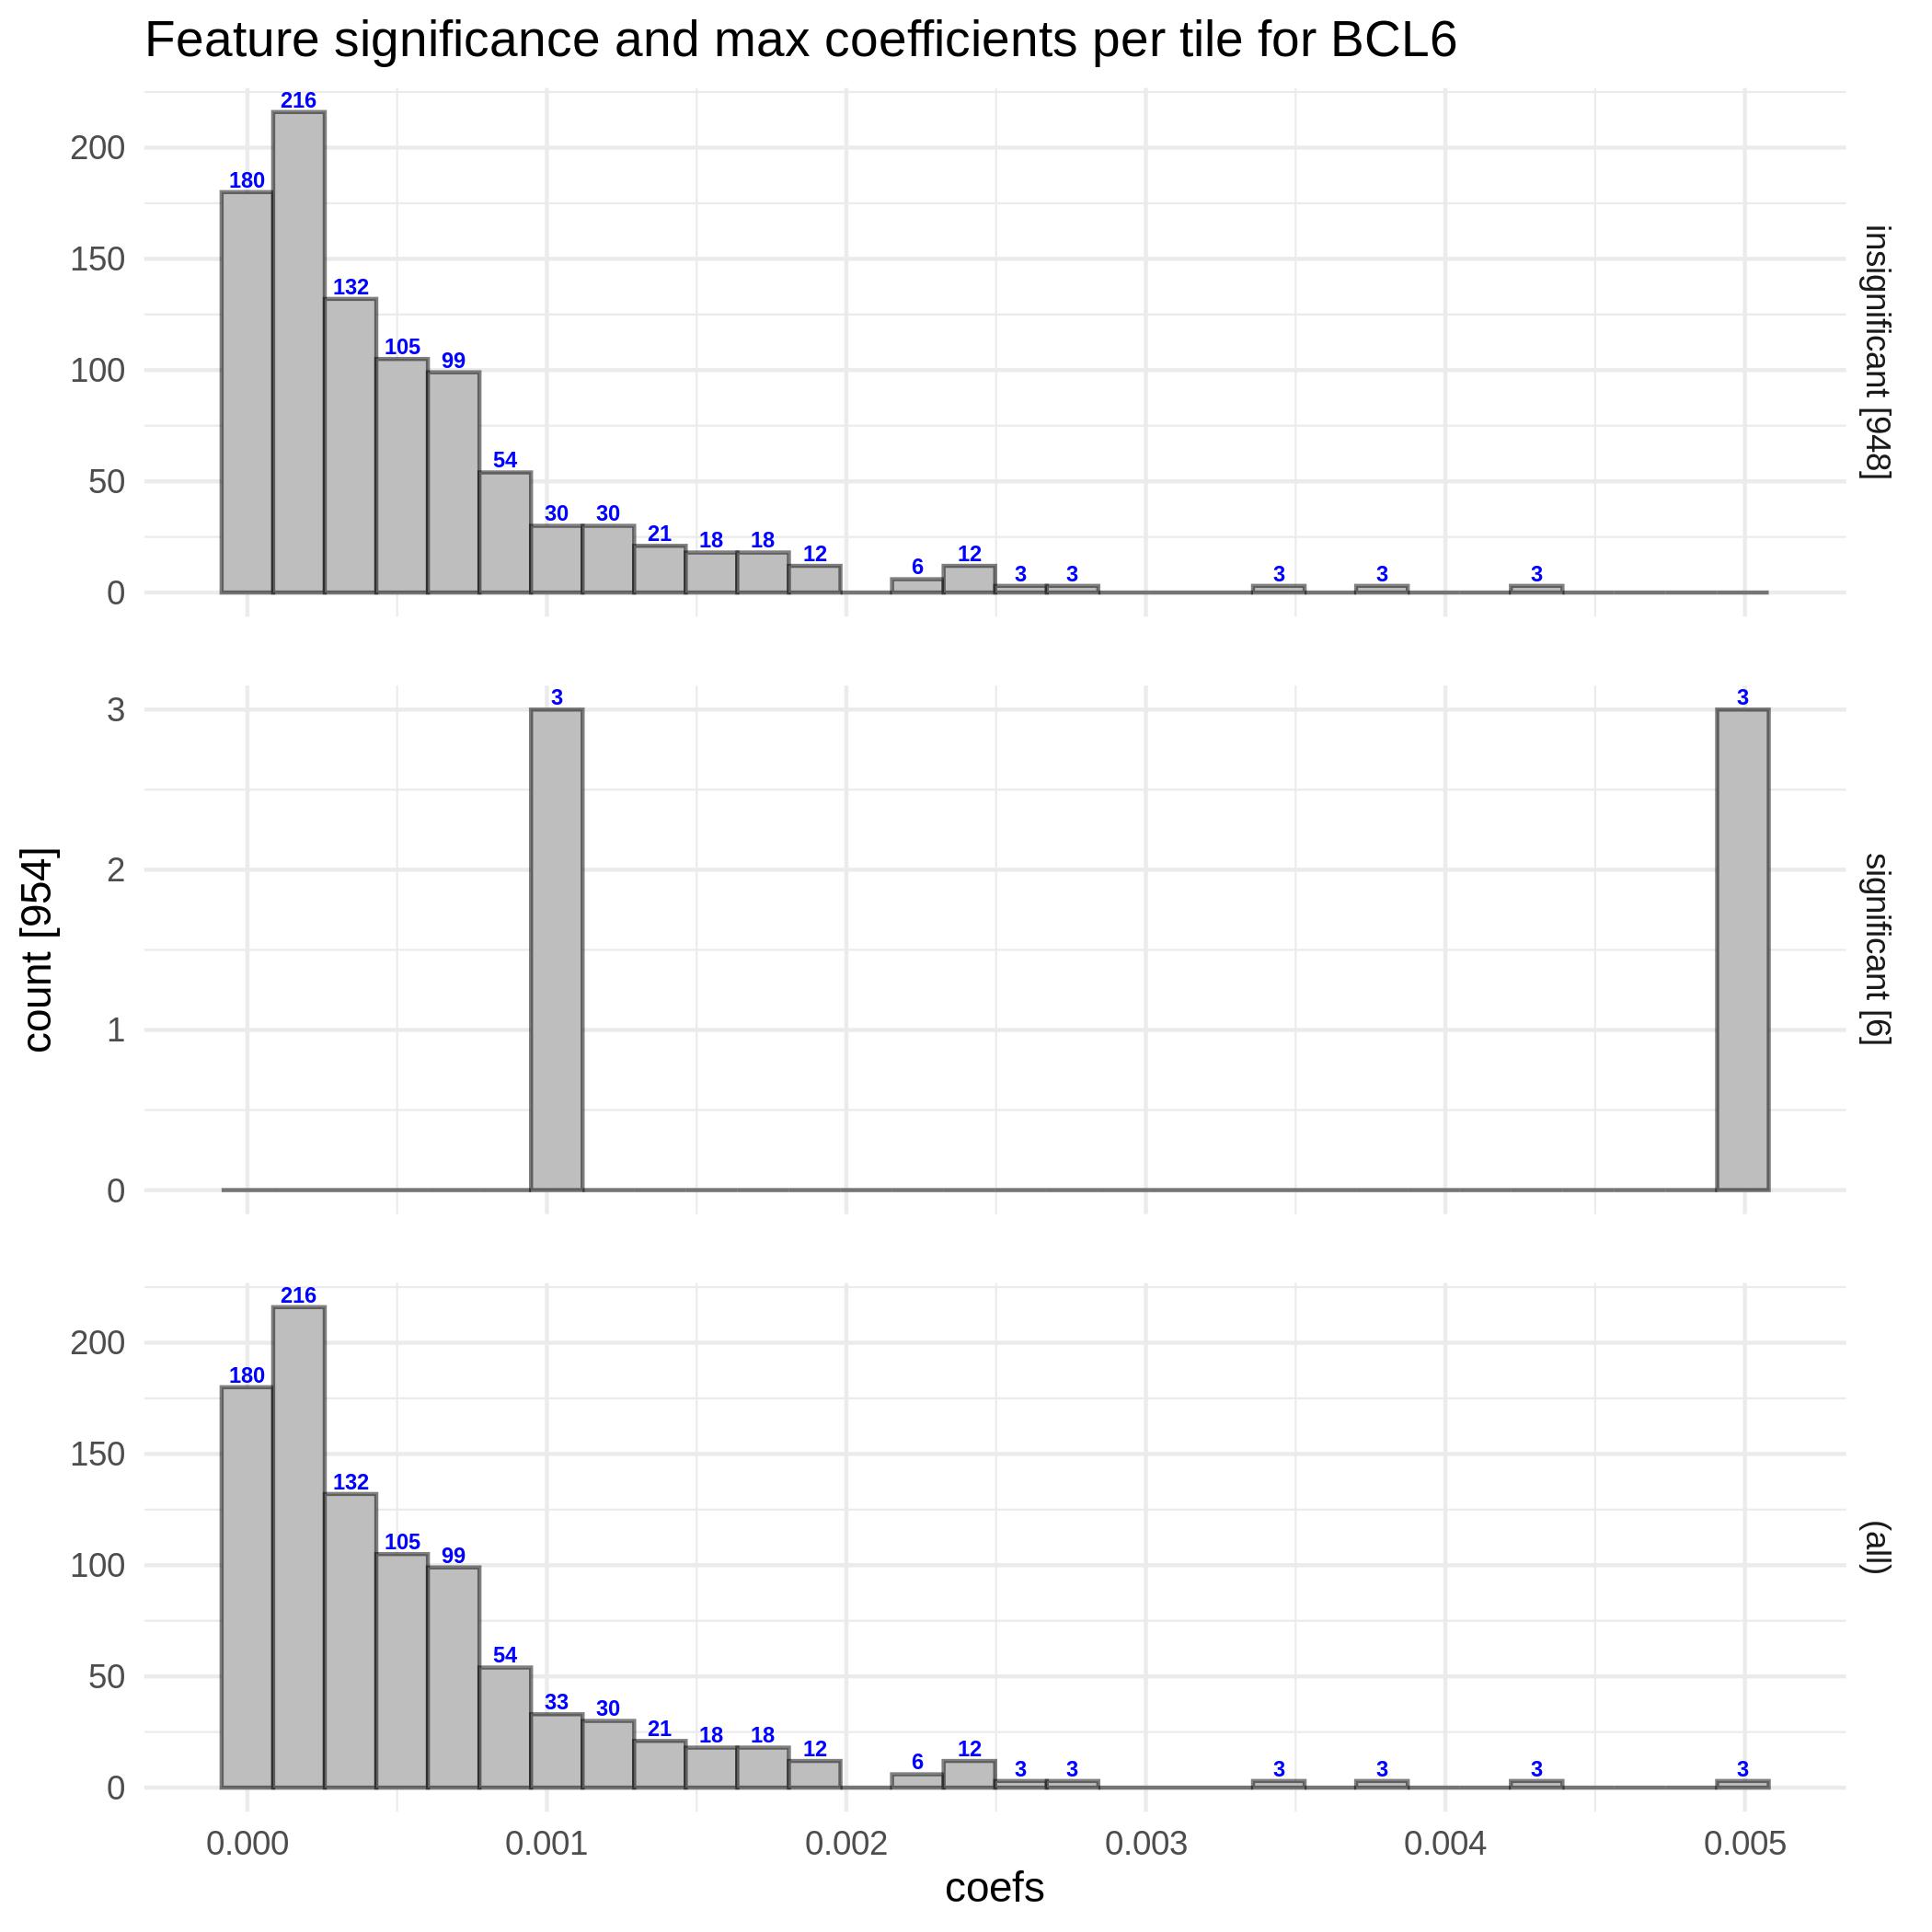 Feature significance and max coefficients per tile for BCL6
216
200
180
150
132
105
100
99
54
50
30 30
21 18 18 12
6 12 3 3 3 3 3
0
insignificant [948]
3 3
3
2
1
0
significant [6]
count [954]
216
200
180
150
132
105
100
99
54
50
33 30
21 18 18 12
6 12 3 3 3 3 3 3
0
(all)
0.000 0.001 0.002 0.003 0.004 0.005
coefs